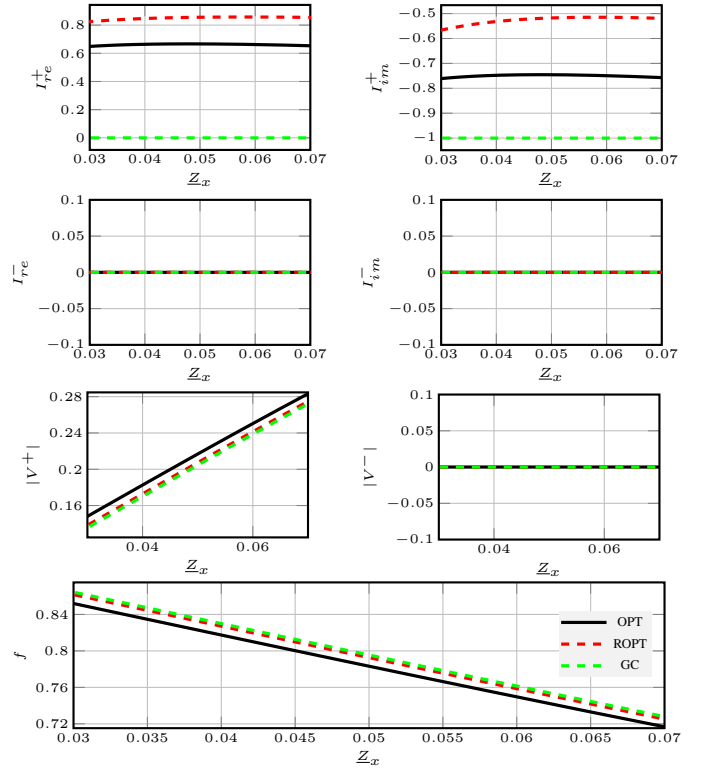 0.8
0.6
0.4
0.2
0
I⁺re
0.03 0.04 0.05 0.06 0.07
Z_x
−0.5
−0.6
−0.7
−0.8
−0.9
−1
I⁺im
0.03 0.04 0.05 0.06 0.07
Z_x
0.1
0.05
0
−0.05
−0.1
I⁻re
0.03 0.04 0.05 0.06 0.07
Z_x
0.1
0.05
0
−0.05
−0.1
I⁻im
0.03 0.04 0.05 0.06 0.07
Z_x
0.28
0.24
0.2
0.16
|V⁺|
0.04 0.06
Z_x
0.1
0.05
0
−0.05
−0.1
|V⁻|
0.04 0.06
Z_x
0.84
0.8
0.76
0.72
f
OPT
ROPT
GC
0.03 0.035 0.04 0.045 0.05 0.055 0.06 0.065 0.07
Z_x